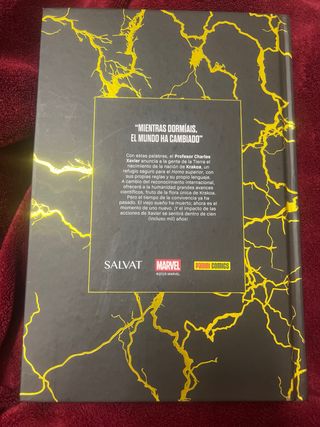 "MIENTRAS DORMÍAIS,
EL MUNDO HA CAMBIADO"
Con estas palabras, el Profesor Charles
Xavier anuncia a la gente de la Tierra el
nacimiento de la nación de Krakoa, un
refugio seguro para el Homo superior, con
sus propias reglas y su propio lenguaje.
A cambio del reconocimiento internacional,
ofrecerá a la humanidad grandes avances
científicos, fruto de la flora única de Krakoa.
Pero el tiempo de la convivencia ya ha
pasado. El viejo sueño ha muerto; ahora es el
momento de uno nuevo. ¡Y el impacto de las
acciones de Xavier se sentirá dentro de cien
(incluso mil) años!
SALVAT MARVEL PANINI COMICS